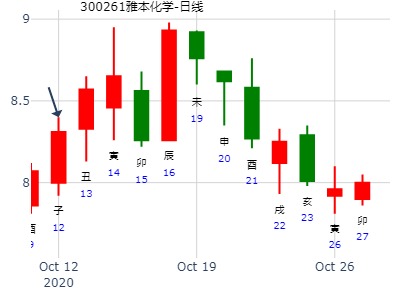 300261雅本化学-日线
9
8.5
8
酉
9
子
12
丑
13
寅
14
卯
15
辰
16
未
19
申
20
酉
21
戌
22
亥
23
寅
26
卯
27
Oct 12
2020
Oct 19
Oct 26